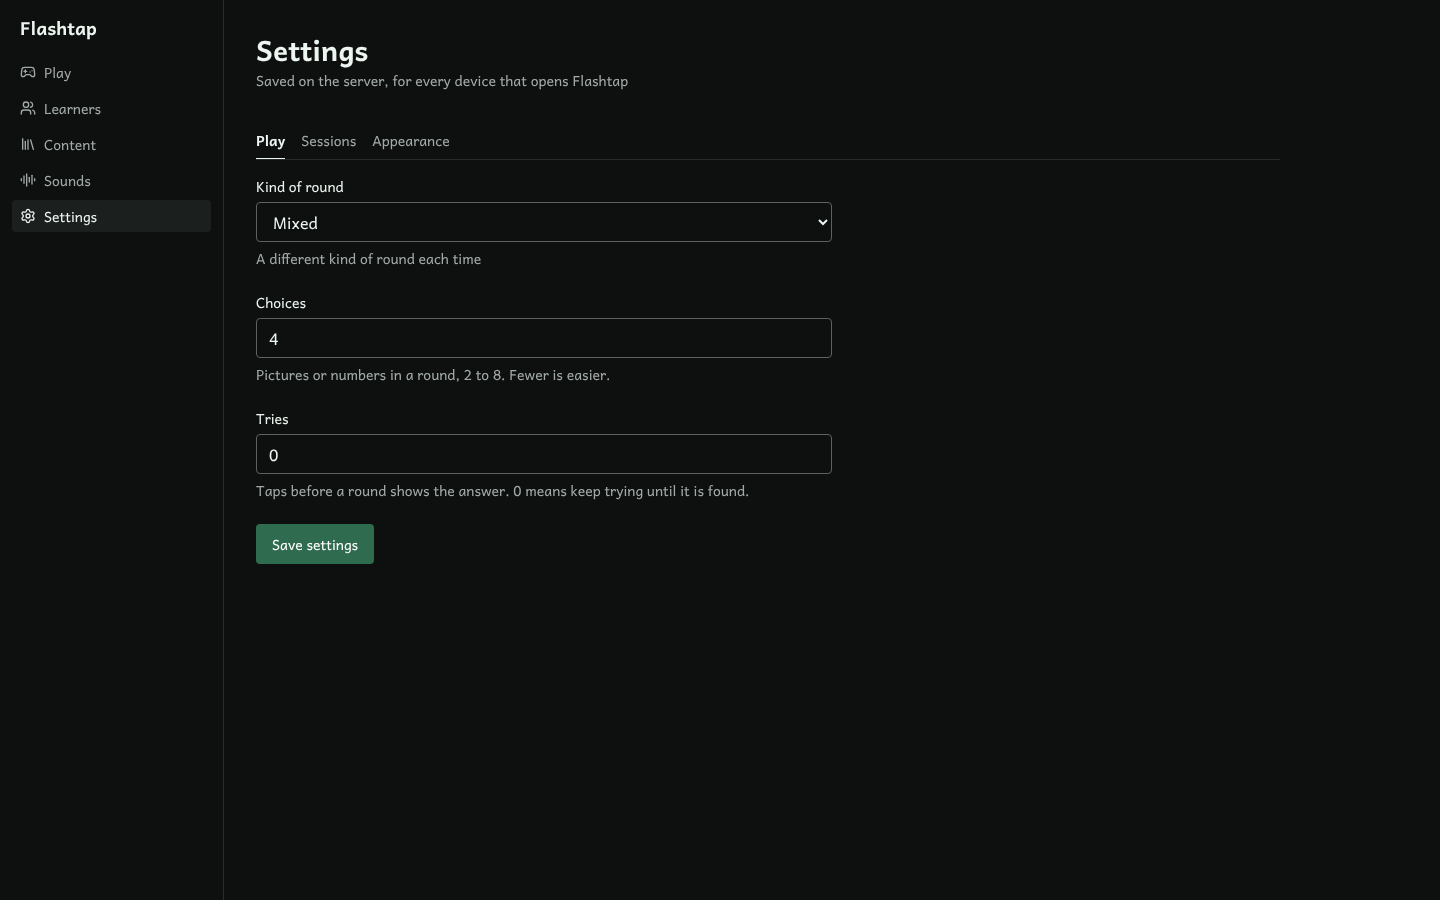 Flashtap
Play
Learners
Content
Sounds
Settings
Settings
Saved on the server, for every device that opens Flashtap
Play Sessions Appearance
Kind of round
Mixed
A different kind of round each time
Choices
4
Pictures or numbers in a round, 2 to 8. Fewer is easier.
Tries
0
Taps before a round shows the answer. 0 means keep trying until it is found.
Save settings